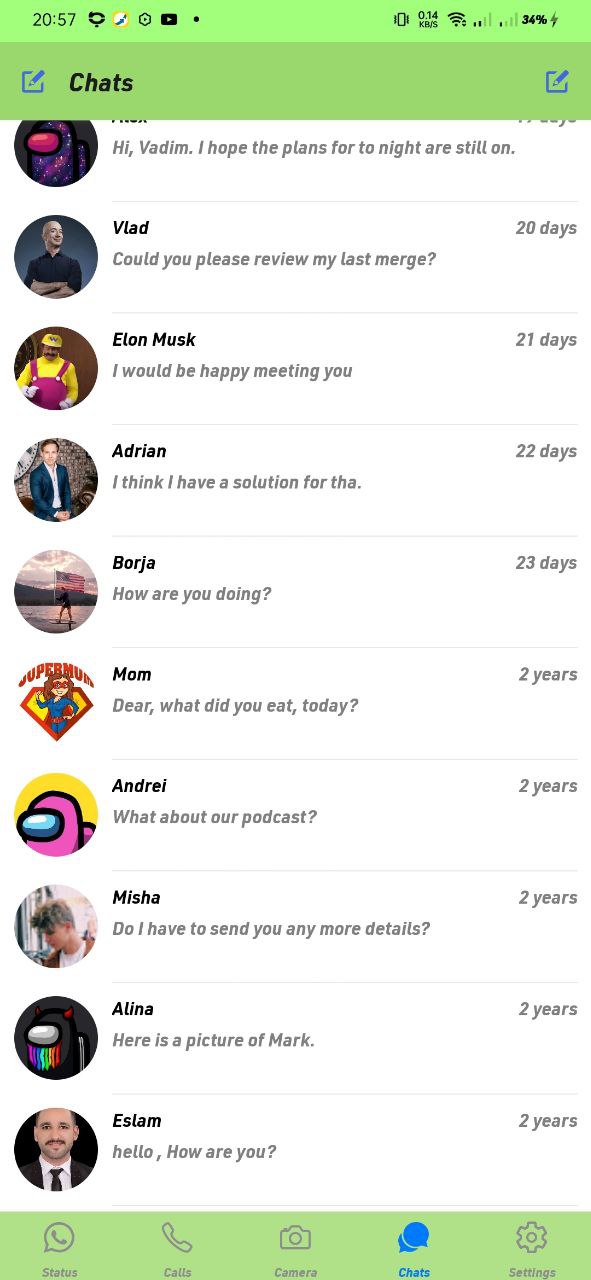 20:57 0.14 KB/S 34%
Chats
Alex 19 days
Hi, Vadim. I hope the plans for to night are still on.
Vlad 20 days
Could you please review my last merge?
Elon Musk 21 days
I would be happy meeting you
Adrian 22 days
I think I have a solution for tha.
Borja 23 days
How are you doing?
SUPERMUM
Mom 2 years
Dear, what did you eat, today?
Andrei 2 years
What about our podcast?
Misha 2 years
Do I have to send you any more details?
Alina 2 years
Here is a picture of Mark.
Eslam 2 years
hello , How are you?
Status Calls Camera Chats Settings